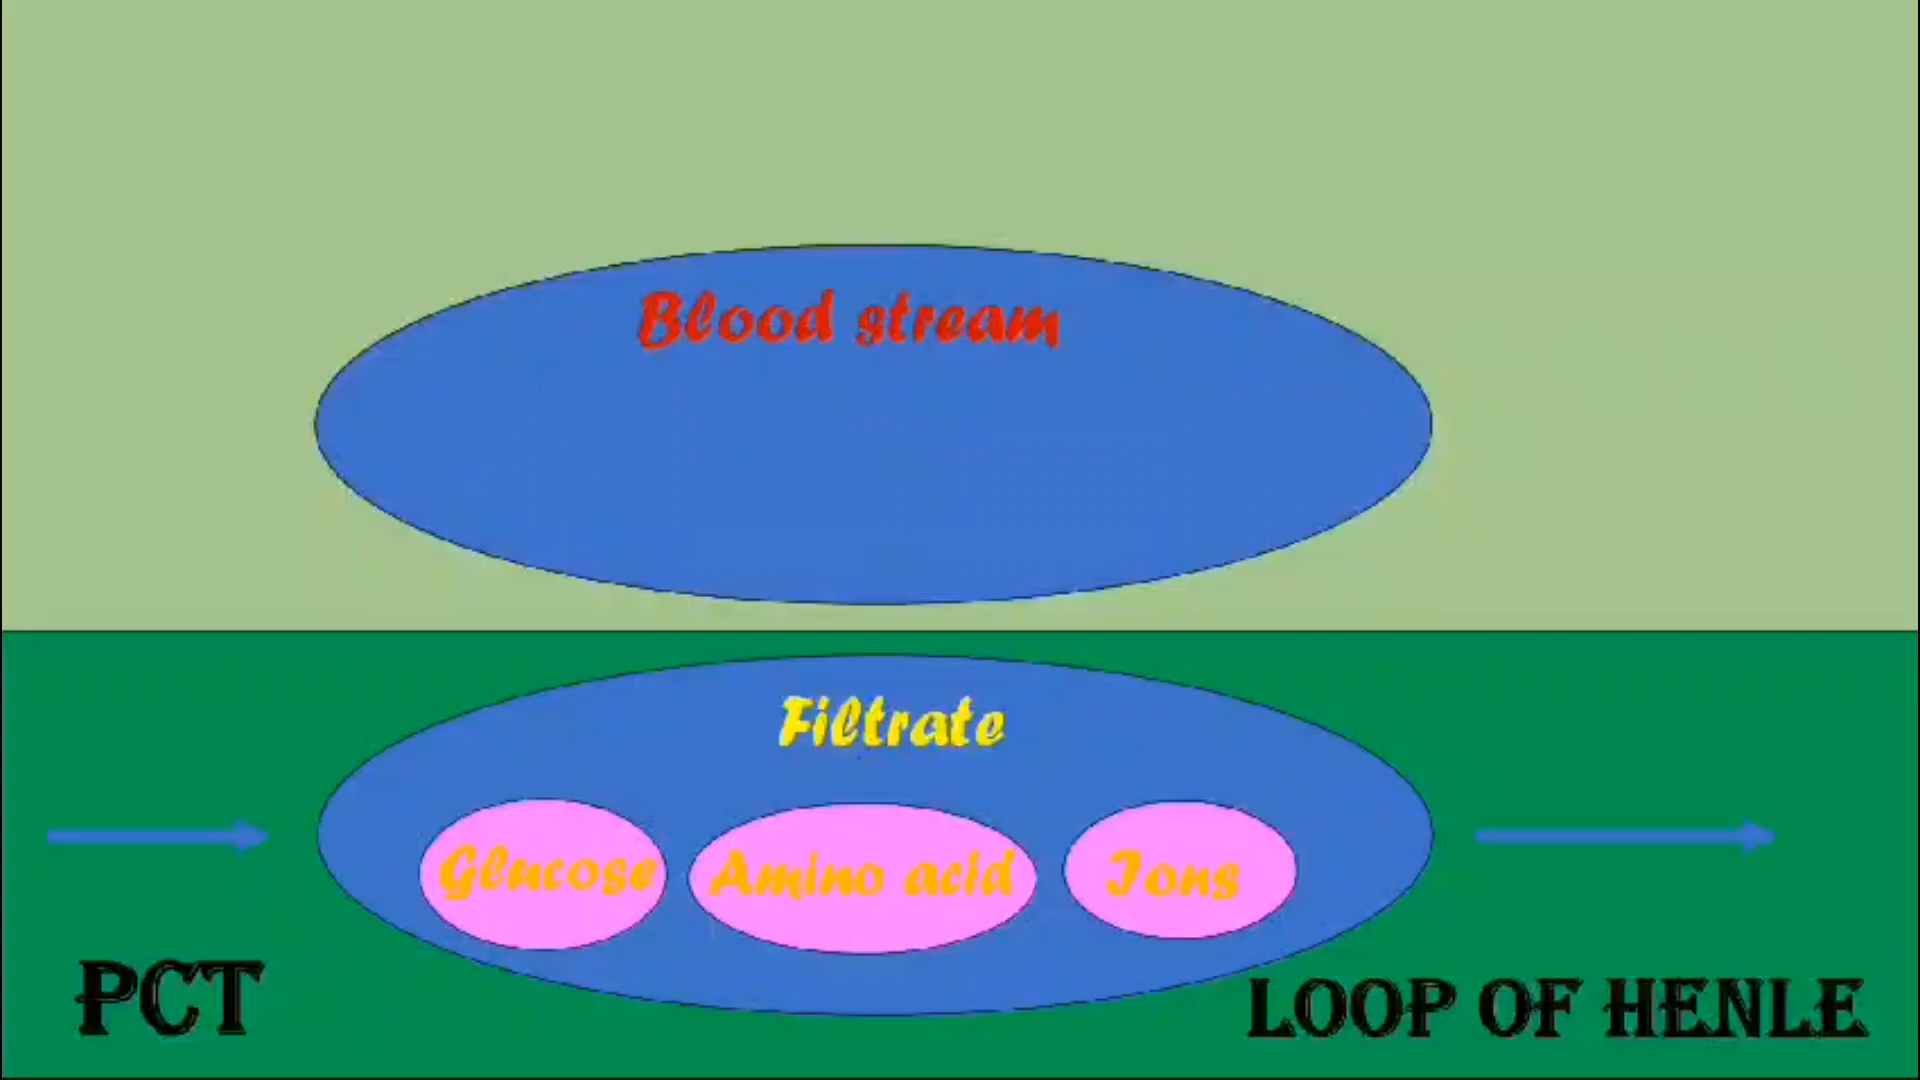 Blood stream
Filtrate
Glucose
Amino acid
Ions
PCT
LOOP OF HENLE